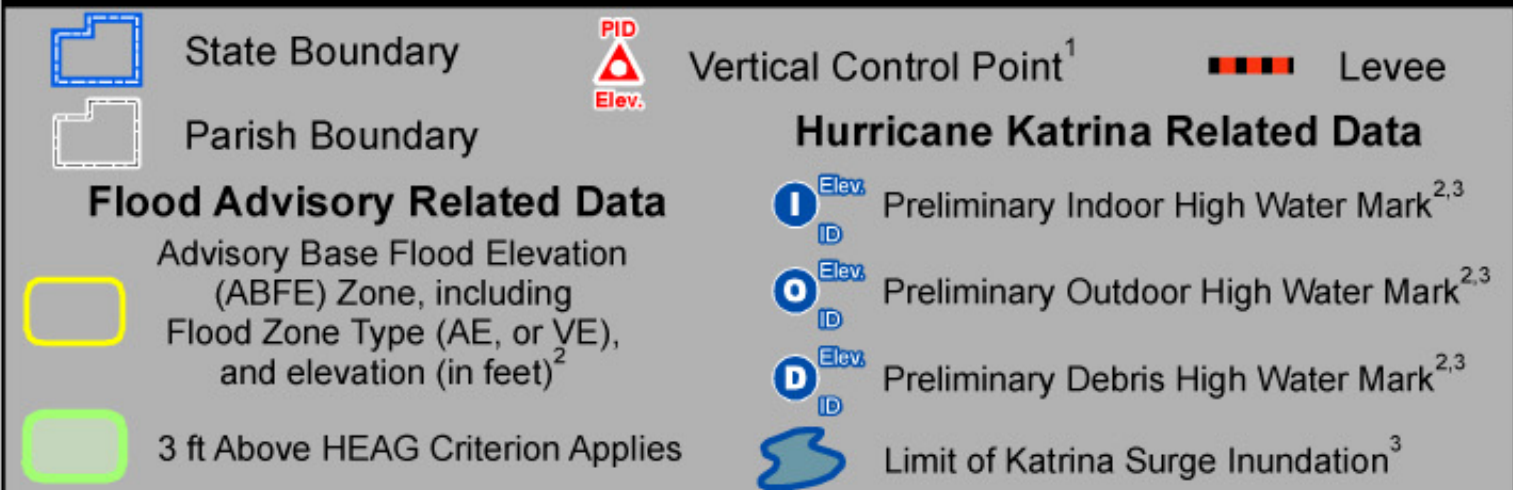 State Boundary
PID
Elev.
Vertical Control Point1
Levee
Parish Boundary
Flood Advisory Related Data
Advisory Base Flood Elevation
(ABFE) Zone, including
Flood Zone Type (AE, or VE),
and elevation (in feet)2
3 ft Above HEAG Criterion Applies
Hurricane Katrina Related Data
I Elev.
ID
Preliminary Indoor High Water Mark2,3
O Elev.
ID
Preliminary Outdoor High Water Mark2,3
D Elev.
ID
Preliminary Debris High Water Mark2,3
Limit of Katrina Surge Inundation3